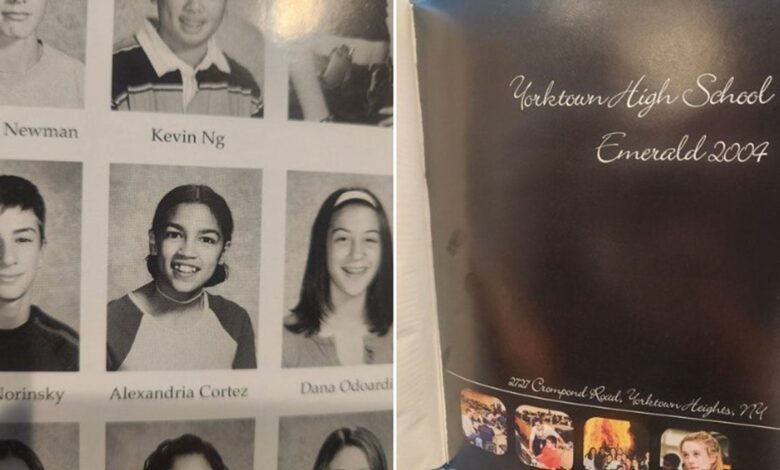 Newman
Kevin Ng
Norinsky
Alexandria Cortez
Dana Odoardi
Yorktown High School
Emerald 2004
2727 Crompond Road, Yorktown Heights, NY